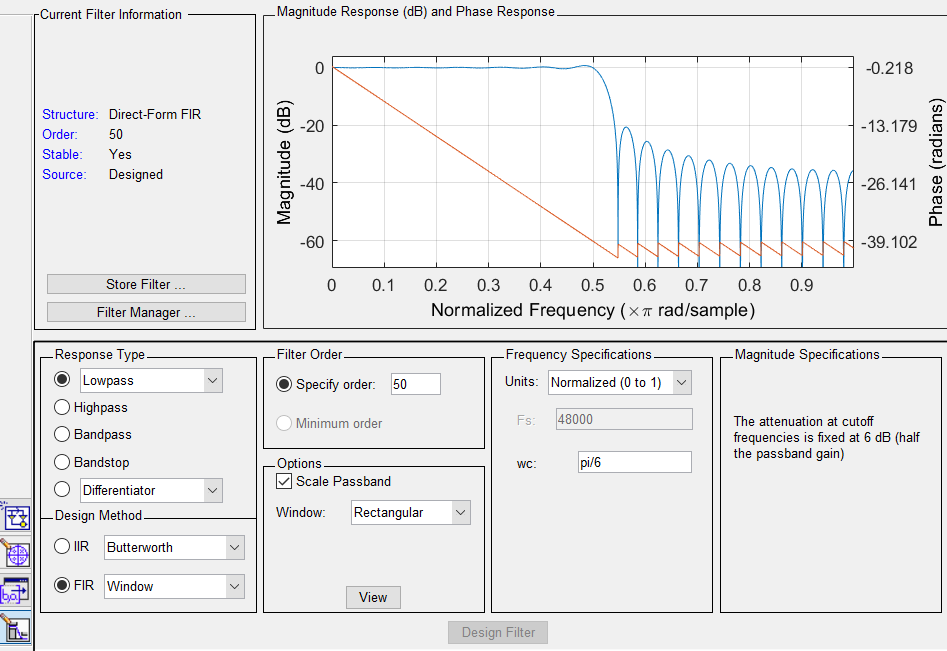 Current Filter Information
Structure: Direct-Form FIR
Order: 50
Stable: Yes
Source: Designed
Store Filter ...
Filter Manager ...
Magnitude Response (dB) and Phase Response
Magnitude (dB)
0
-20
-40
-60
0 0.1 0.2 0.3 0.4 0.5 0.6 0.7 0.8 0.9
Normalized Frequency (×π rad/sample)
-0.218
-13.179
-26.141
-39.102
Phase (radians)
Response Type
Lowpass
Highpass
Bandpass
Bandstop
Differentiator
Design Method
IIR Butterworth
FIR Window
Filter Order
Specify order: 50
Minimum order
Options
Scale Passband
Window: Rectangular
View
Frequency Specifications
Units: Normalized (0 to 1)
Fs: 48000
wc: pi/6
Magnitude Specifications
The attenuation at cutoff
frequencies is fixed at 6 dB (half
the passband gain)
Design Filter